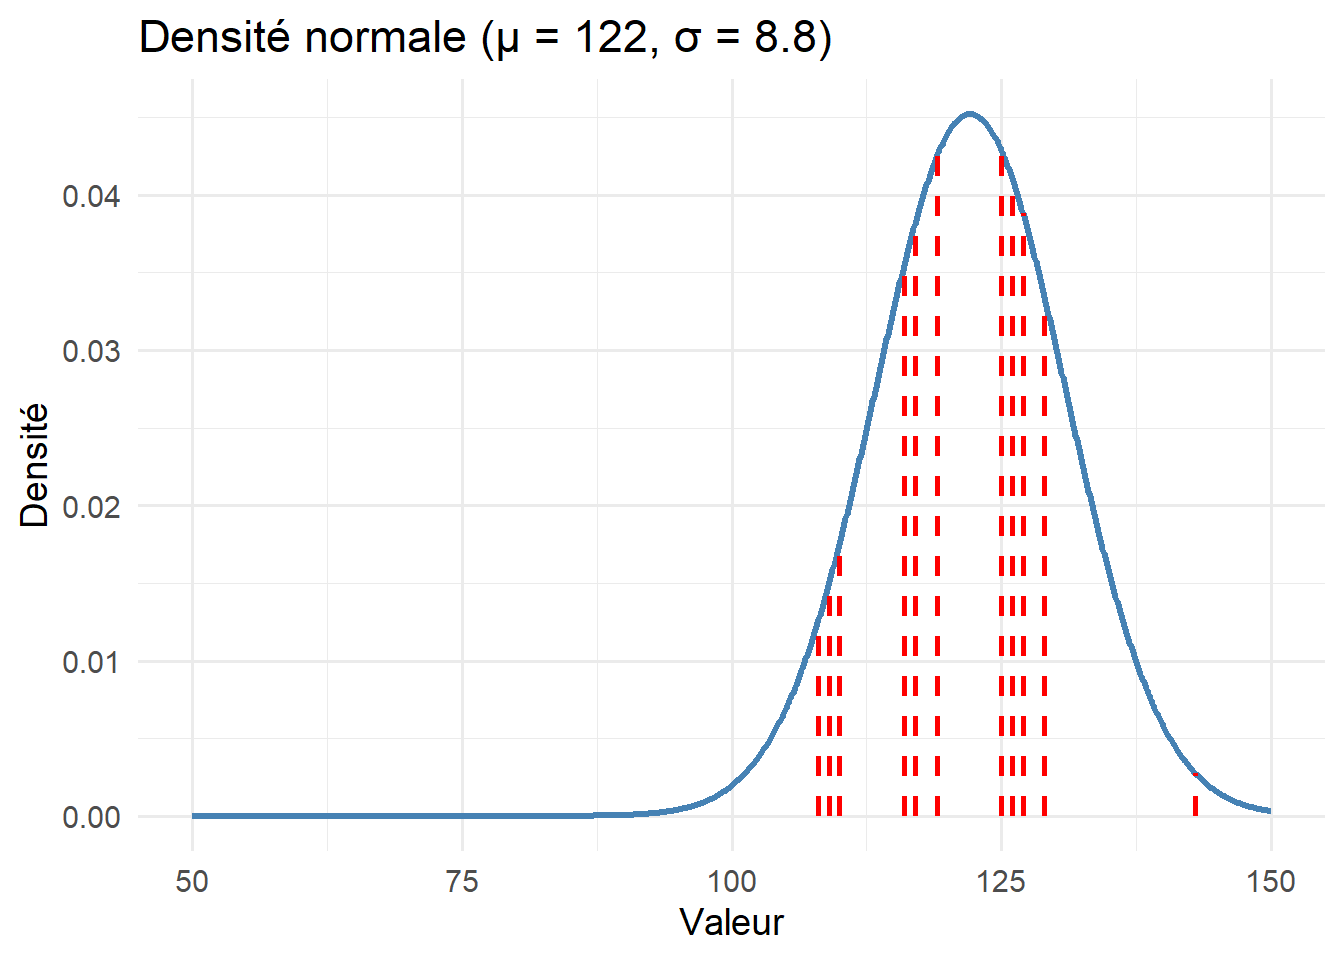 Densité normale (μ = 122, σ = 8.8)
Densité
0.04
0.03
0.02
0.01
0.00
50 75 100 125 150
Valeur